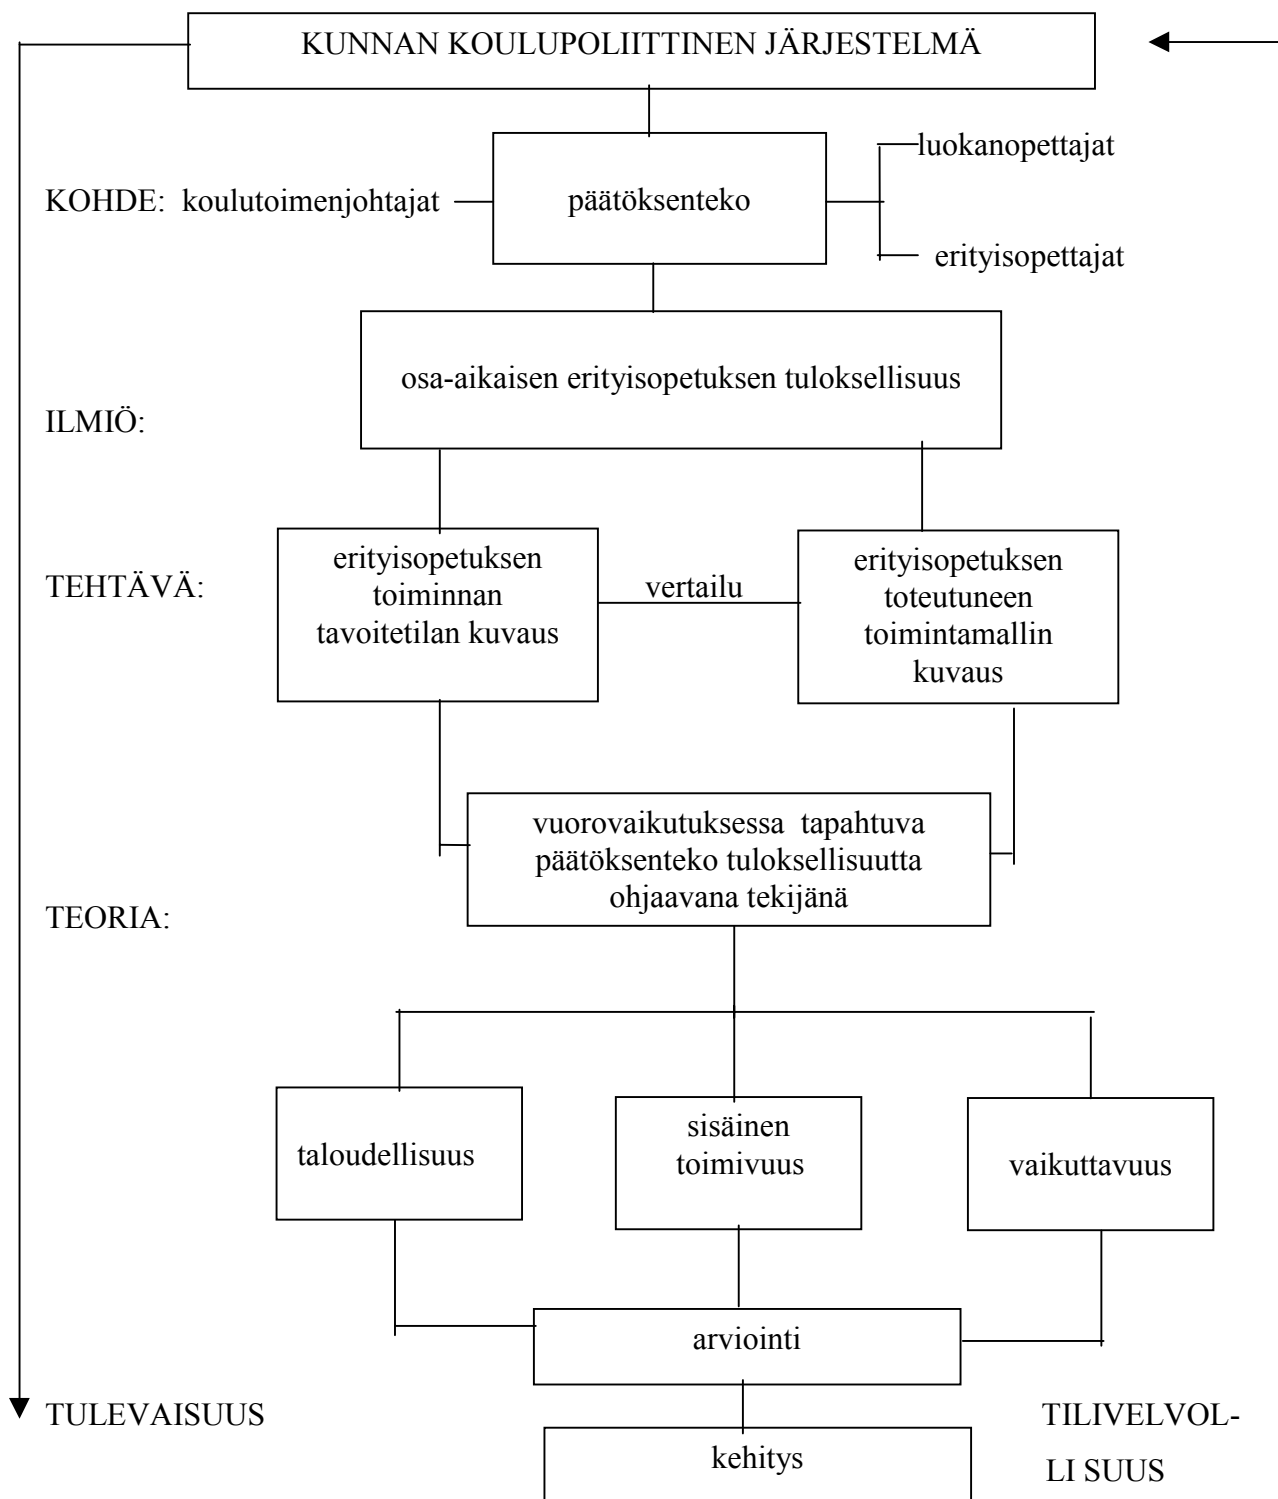 KUNNAN KOULUPOLIITTINEN JÄRJESTELMÄ
luokanopettajat
KOHDE: koulutoimenjohtajat
päätöksenteko
erityisopettajat
osa-aikaisen erityisopetuksen tuloksellisuus
ILMIÖ:
TEHTÄVÄ:
erityisopetuksen
toiminnan
tavoitetilan kuvaus
vertailu
erityisopetuksen
toteutuneen
toimintamallin
kuvaus
vuorovaikutuksessa tapahtuva
päätöksenteko tuloksellisuutta
ohjaavana tekijänä
TEORIA:
taloudellisuus
sisäinen
toimivuus
vaikuttavuus
arviointi
TULEVAISUUS
kehitys
TILIVELVOL-
LI SUUS